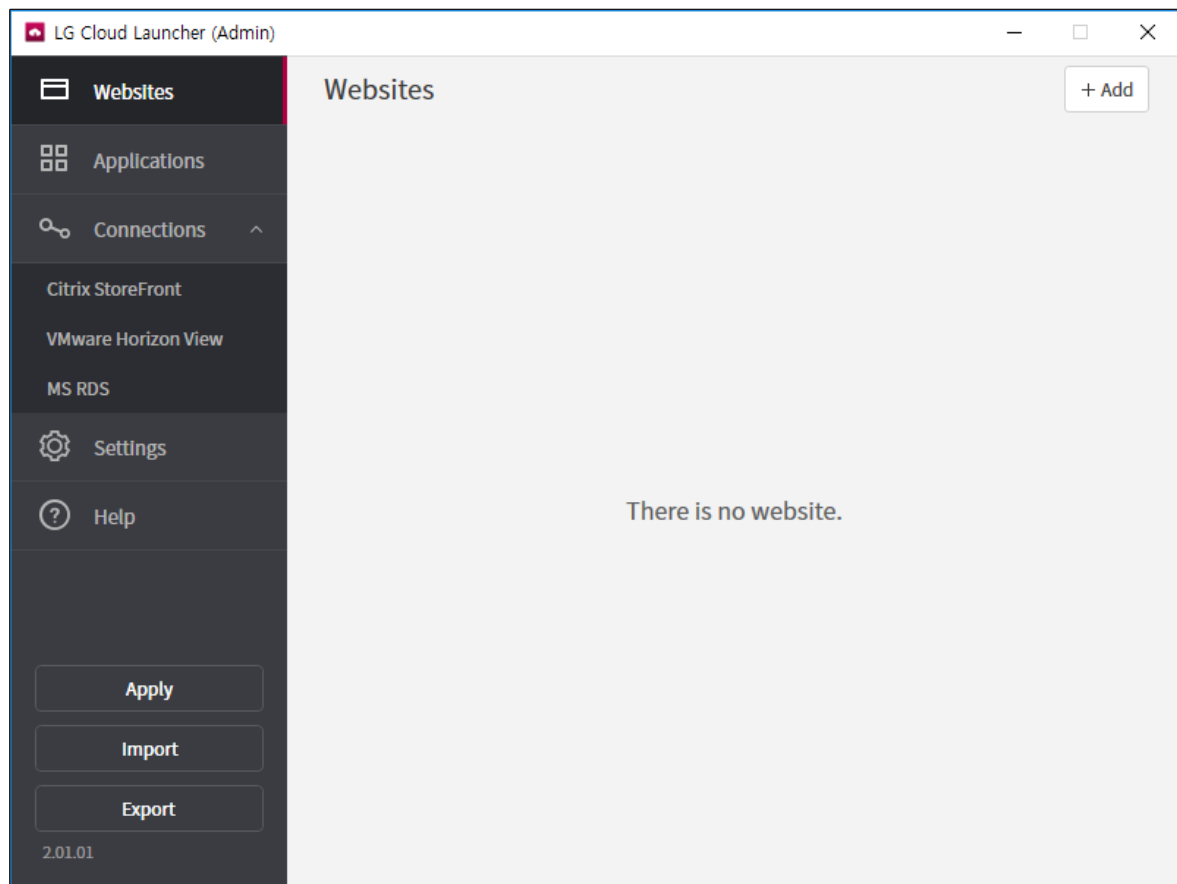 LG Cloud Launcher (Admin)
Websites
Applications
Connections
Citrix StoreFront
VMware Horizon View
MS RDS
Settings
Help
Apply
Import
Export
2.01.01
Websites
+ Add
There is no website.